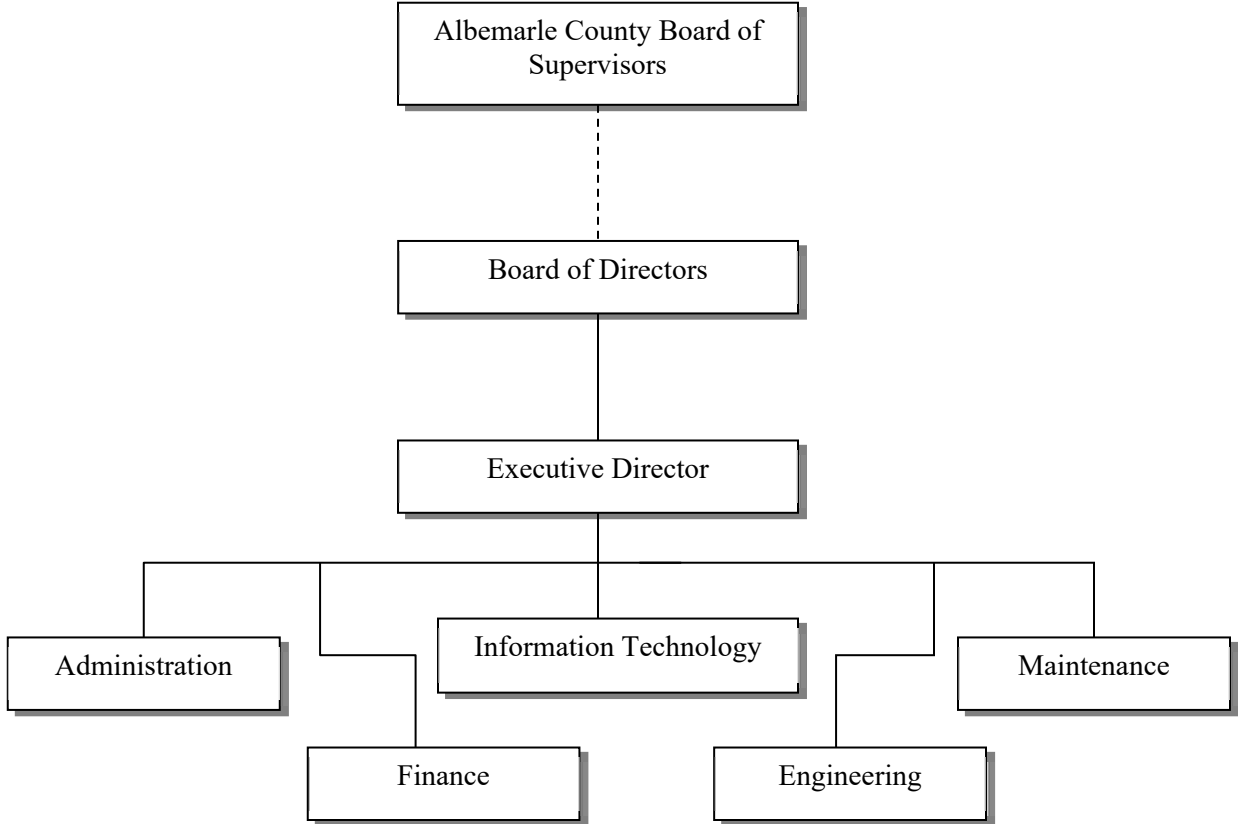 Albemarle County Board of
Supervisors
Board of Directors
Executive Director
Administration
Information Technology
Maintenance
Finance
Engineering